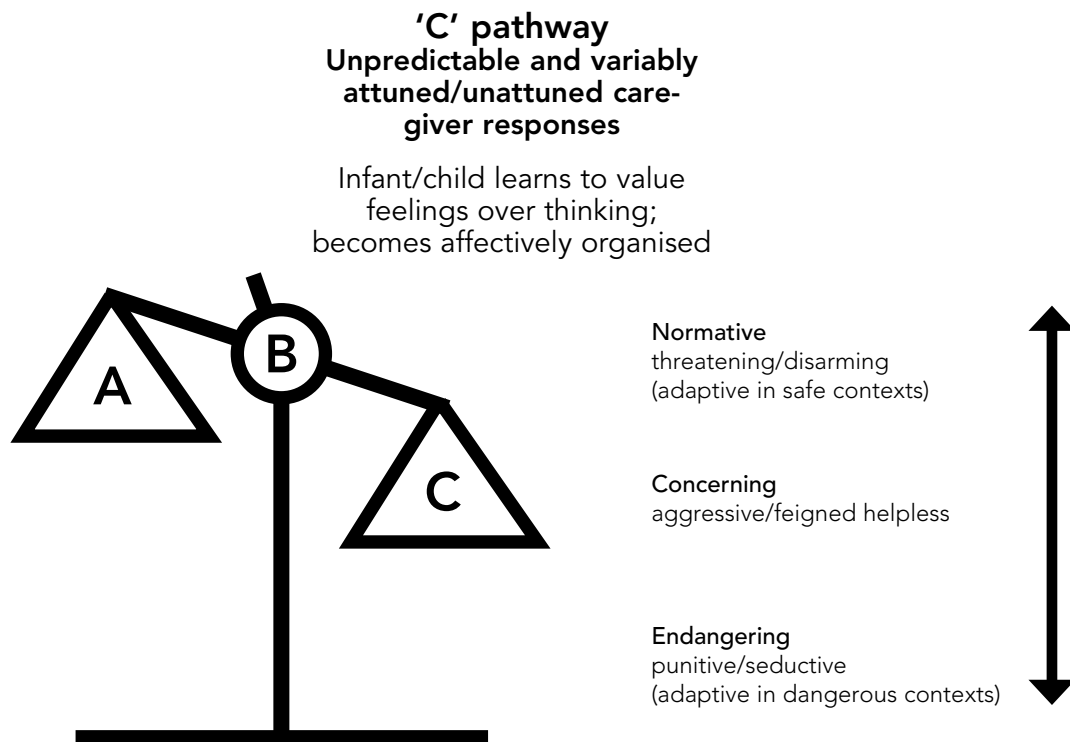 ‘C’ pathway
Unpredictable and variably
attuned/unattuned care-
giver responses
Infant/child learns to value
feelings over thinking;
becomes affectively organised
A
B
C
Normative
threatening/disarming
(adaptive in safe contexts)
Concerning
aggressive/feigned helpless
Endangering
punitive/seductive
(adaptive in dangerous contexts)